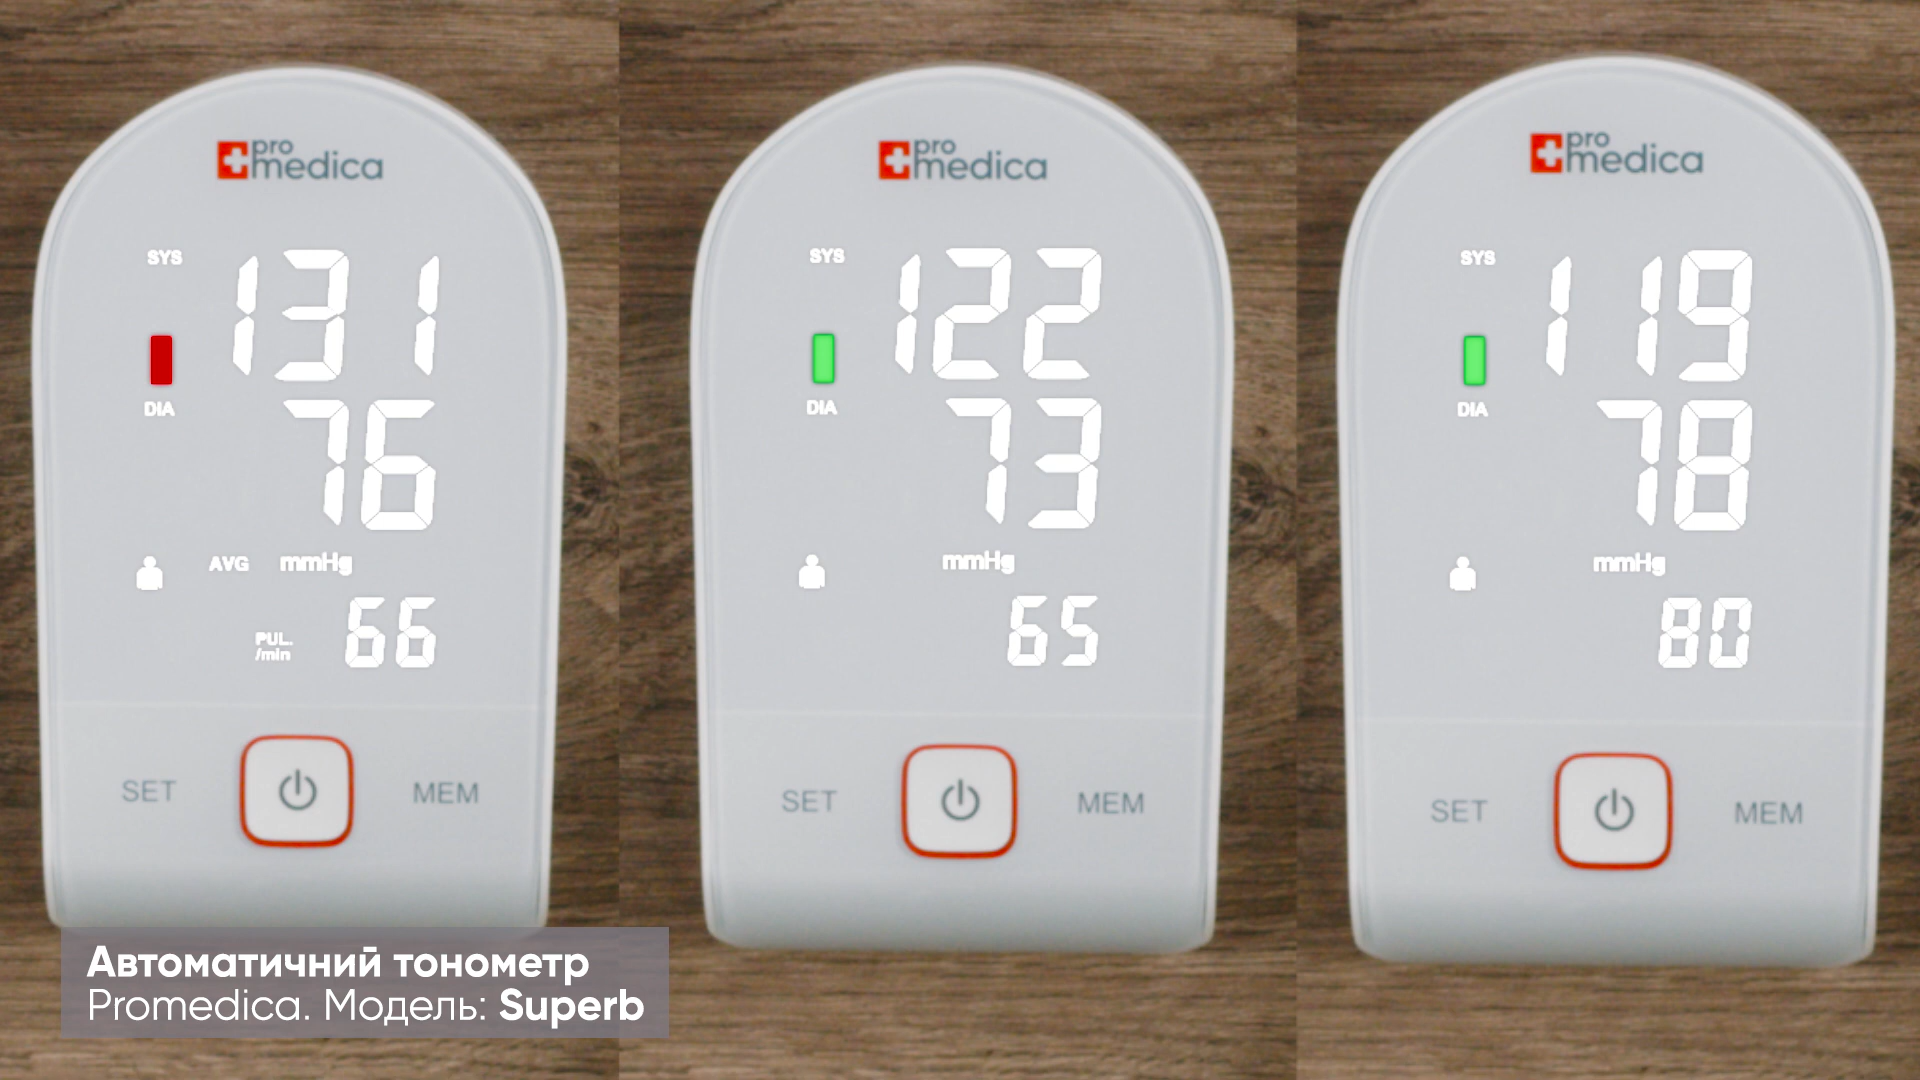 pro
medica
SYS
131
DIA
76
AVG mmHg
PUL.
/min
66
SET MEM
pro
medica
SYS
122
DIA
73
mmHg
65
SET MEM
pro
medica
SYS
119
DIA
78
mmHg
80
SET MEM
Автоматичний тонометр
Promedica. Модель: Superb